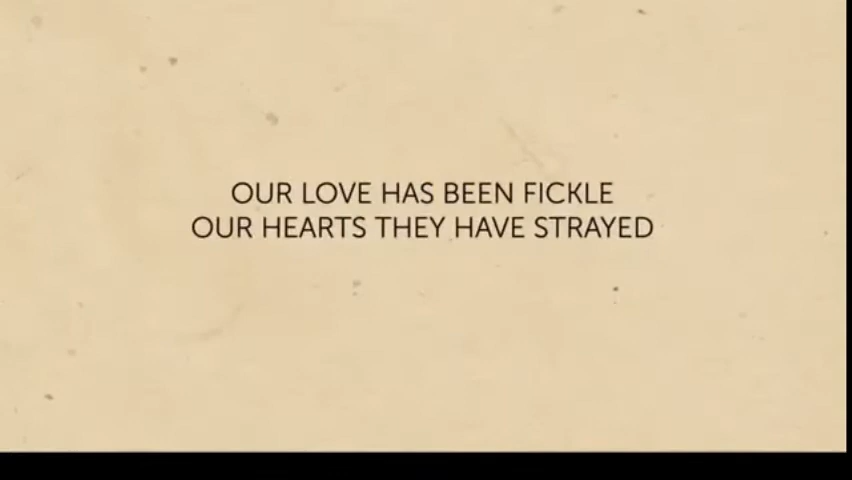 OUR LOVE HAS BEEN FICKLE
OUR HEARTS THEY HAVE STRAYED